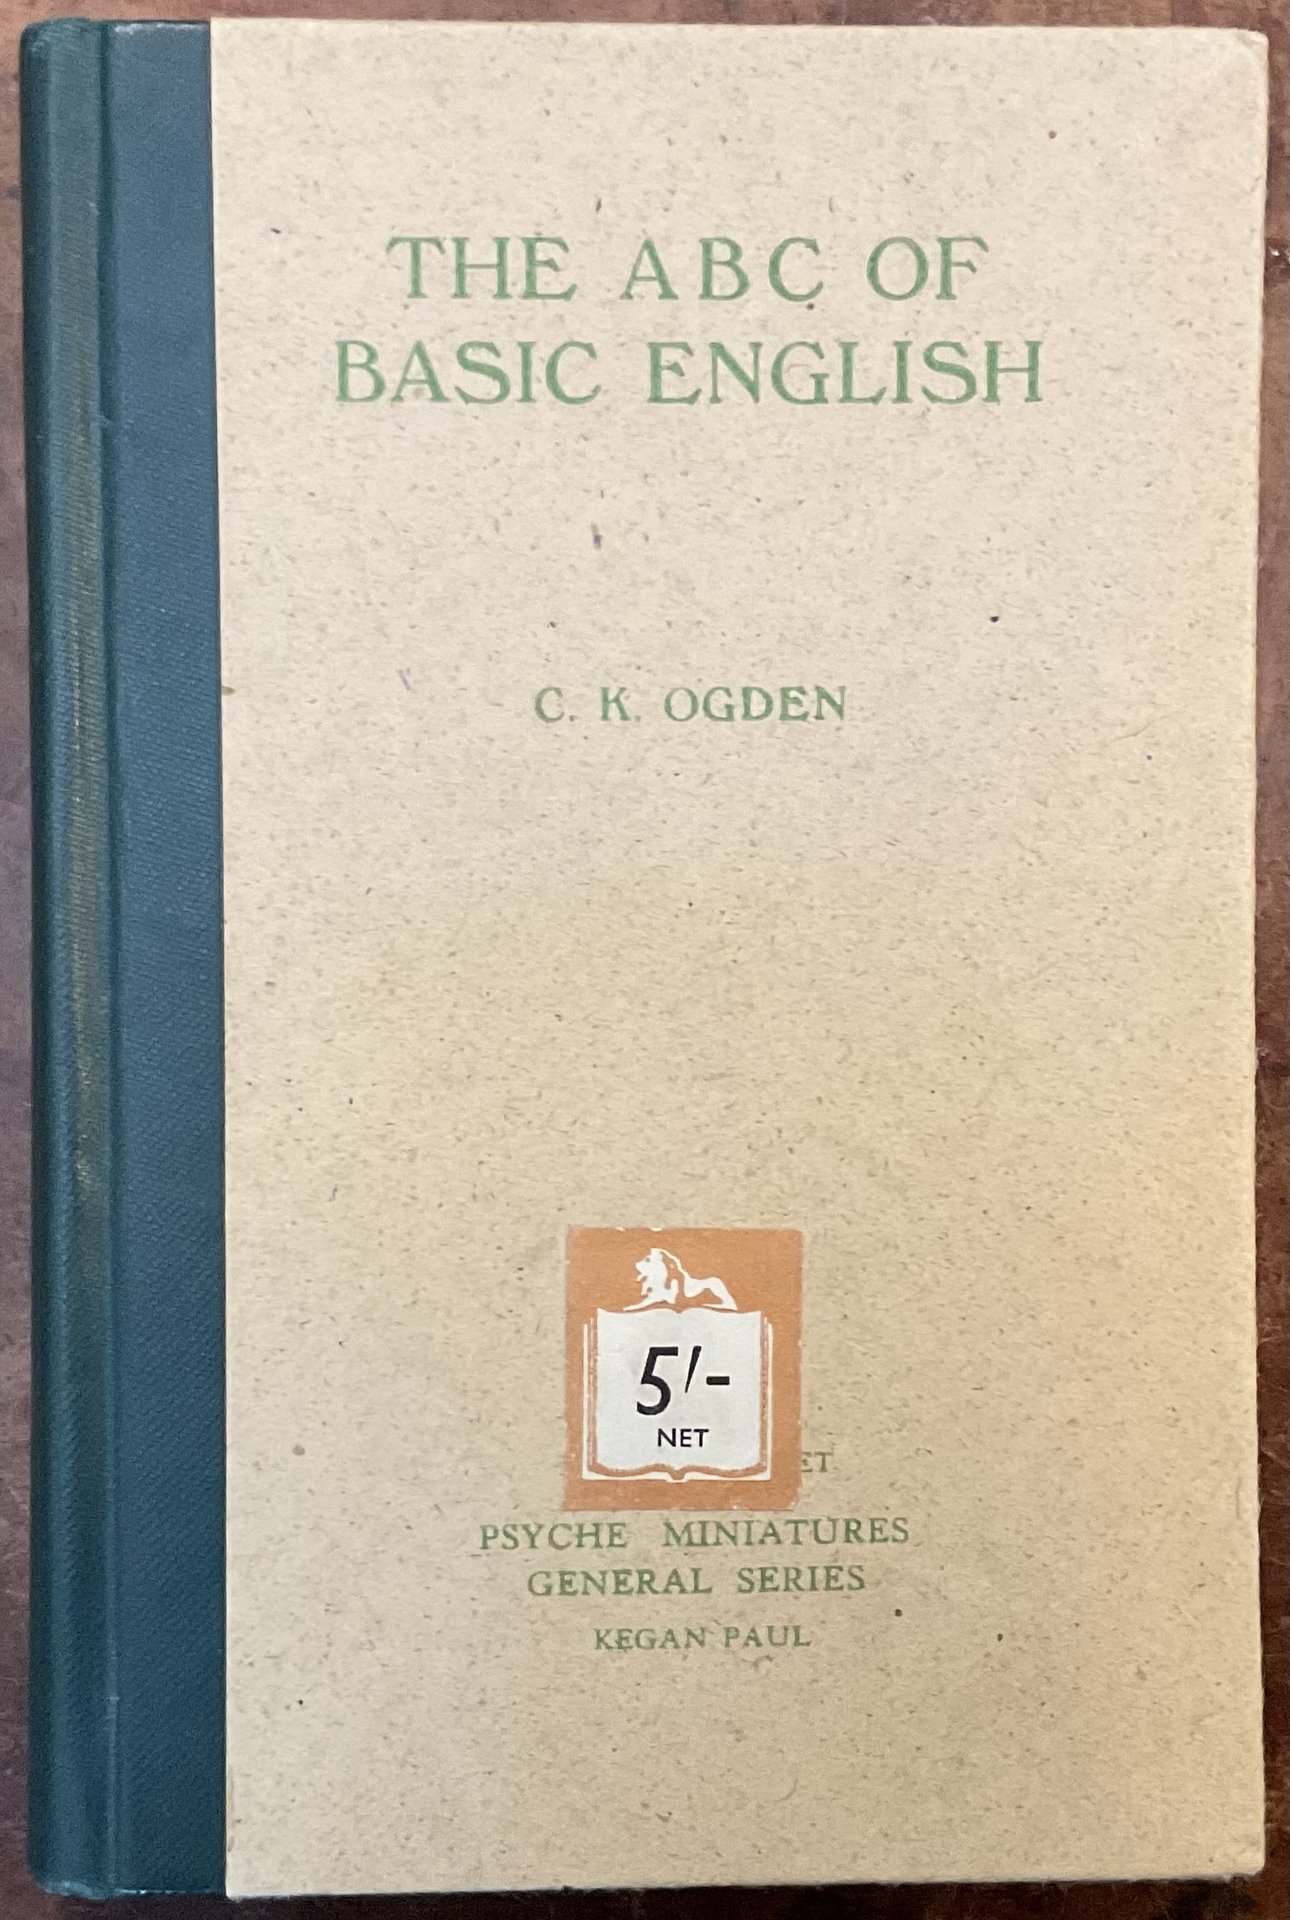 THE ABC OF
BASIC ENGLISH
C. K. OGDEN
5/-
NET
PSYCHE MINIATURES
GENERAL SERIES
KEGAN PAUL